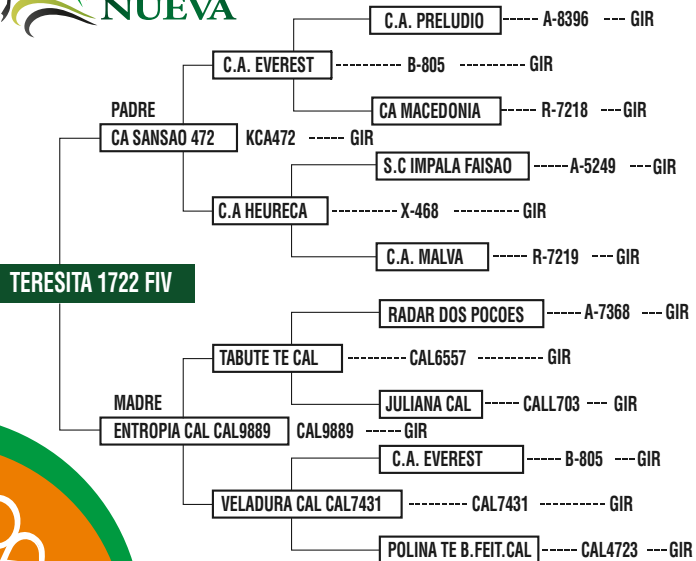 NUEVA
C.A. PRELUDIO ----- A-8396 --- GIR
C.A. EVEREST ---------- B-805 ---------- GIR
CA MACEDONIA ----- R-7218 --- GIR
PADRE
CA SANSAO 472 KCA472 ----- GIR
S.C IMPALA FAISAO ----- A-5249 --- GIR
C.A HEURECA ---------- X-468 ---------- GIR
C.A. MALVA ----- R-7219 --- GIR
TERESITA 1722 FIV
RADAR DOS POCOES ----- A-7368 --- GIR
TABUTE TE CAL --------- CAL6557 ---------- GIR
JULIANA CAL ----- CALL703 --- GIR
MADRE
ENTROPIA CAL CAL9889 CAL9889 ----- GIR
C.A. EVEREST ----- B-805 --- GIR
VELADURA CAL CAL7431 --------- CAL7431 ---------- GIR
POLINA TE B.FEIT.CAL ----- CAL4723 --- GIR